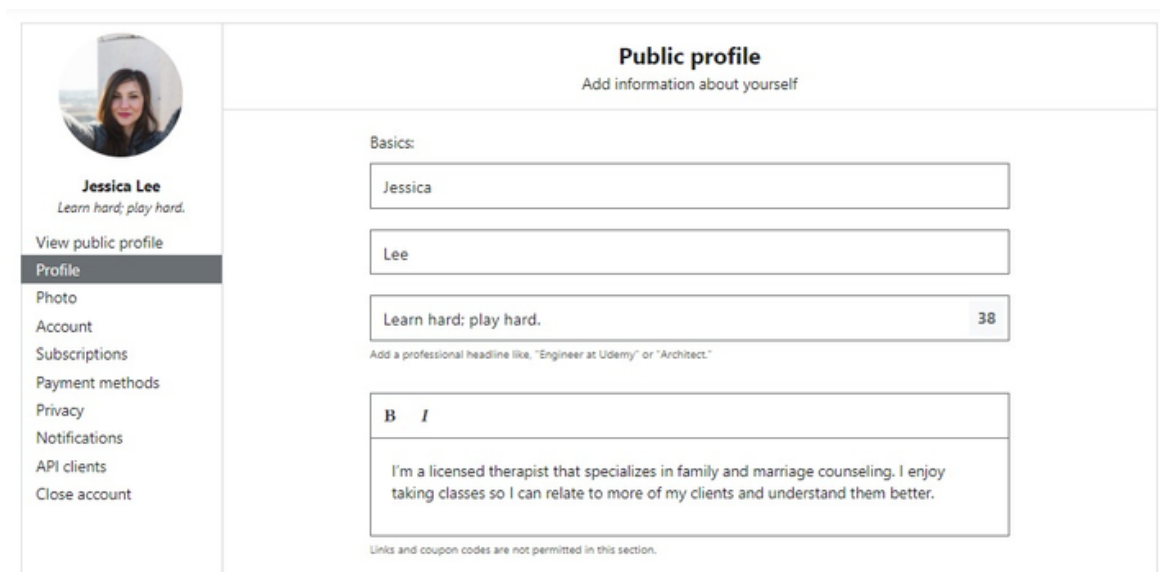 Public profile
Add information about yourself
Jessica Lee
Learn hard; play hard.
View public profile
Profile
Photo
Account
Subscriptions
Payment methods
Privacy
Notifications
API clients
Close account
Basics:
Jessica
Lee
Learn hard; play hard. 38
Add a professional headline like, "Engineer at Udemy" or "Architect."
B I
I'm a licensed therapist that specializes in family and marriage counseling. I enjoy
taking classes so I can relate to more of my clients and understand them better.
Links and coupon codes are not permitted in this section.